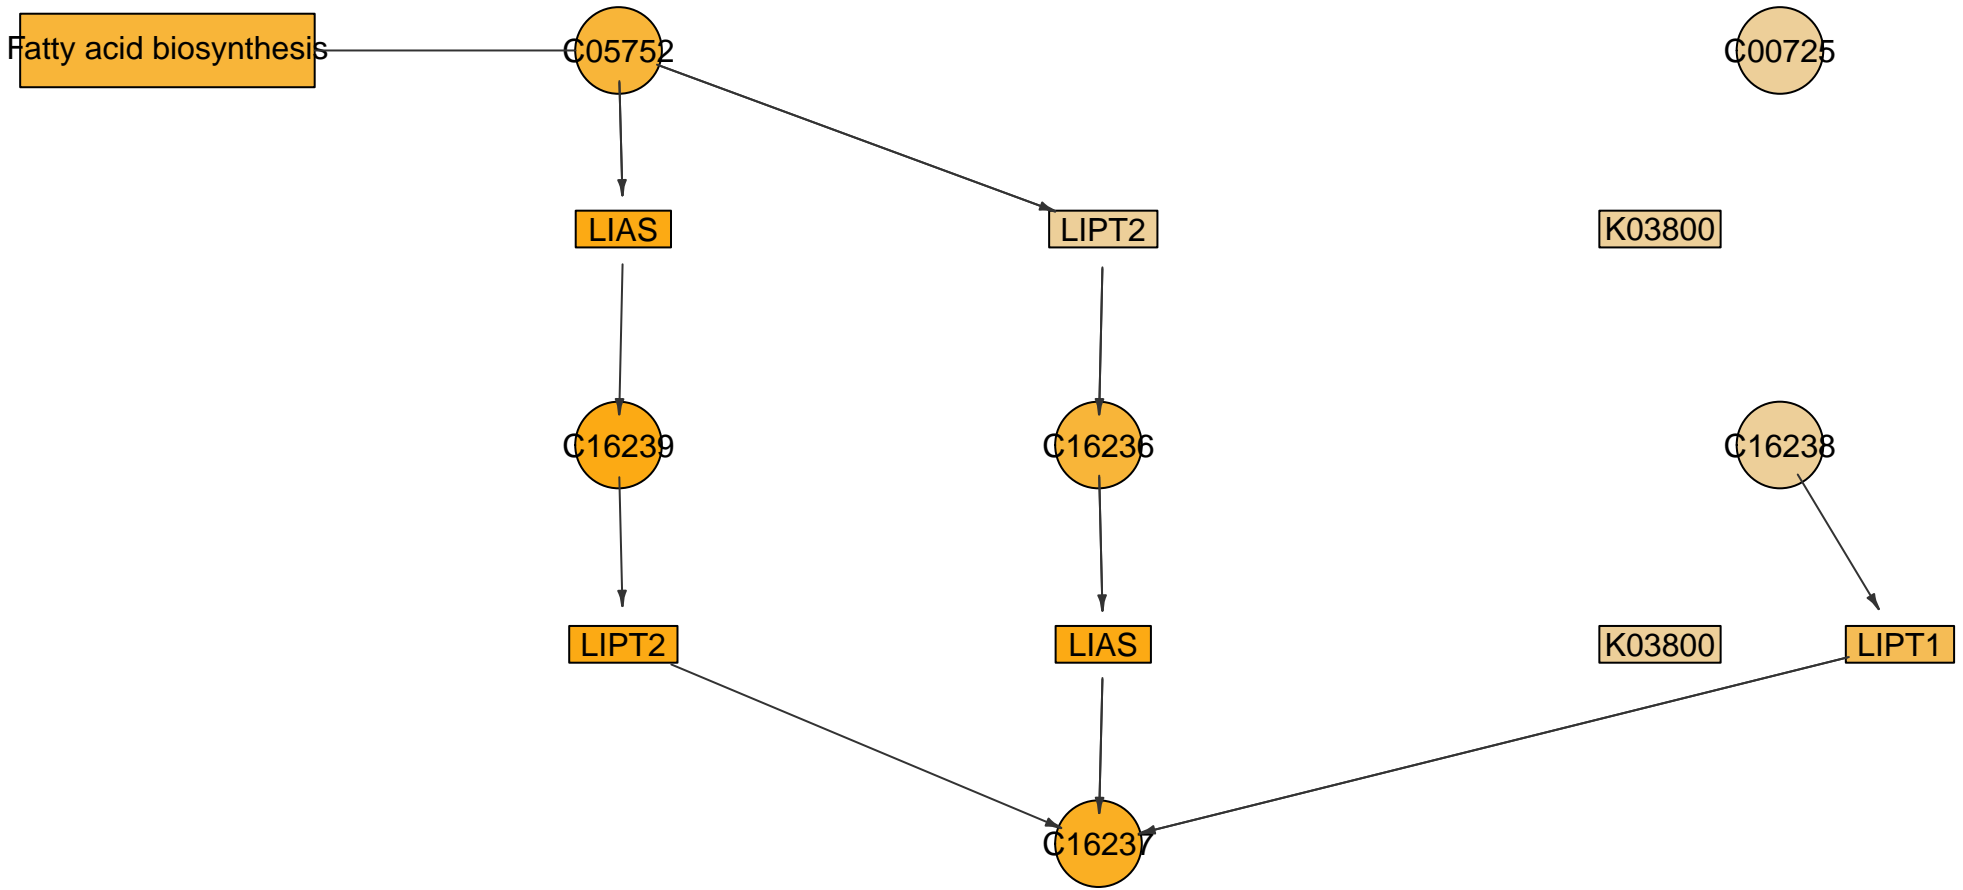 Fatty acid biosynthesis
C05752
C00725
LIAS
LIPT2
K03800
C16239
C16236
C16238
LIPT2
LIAS
K03800
LIPT1
C16237